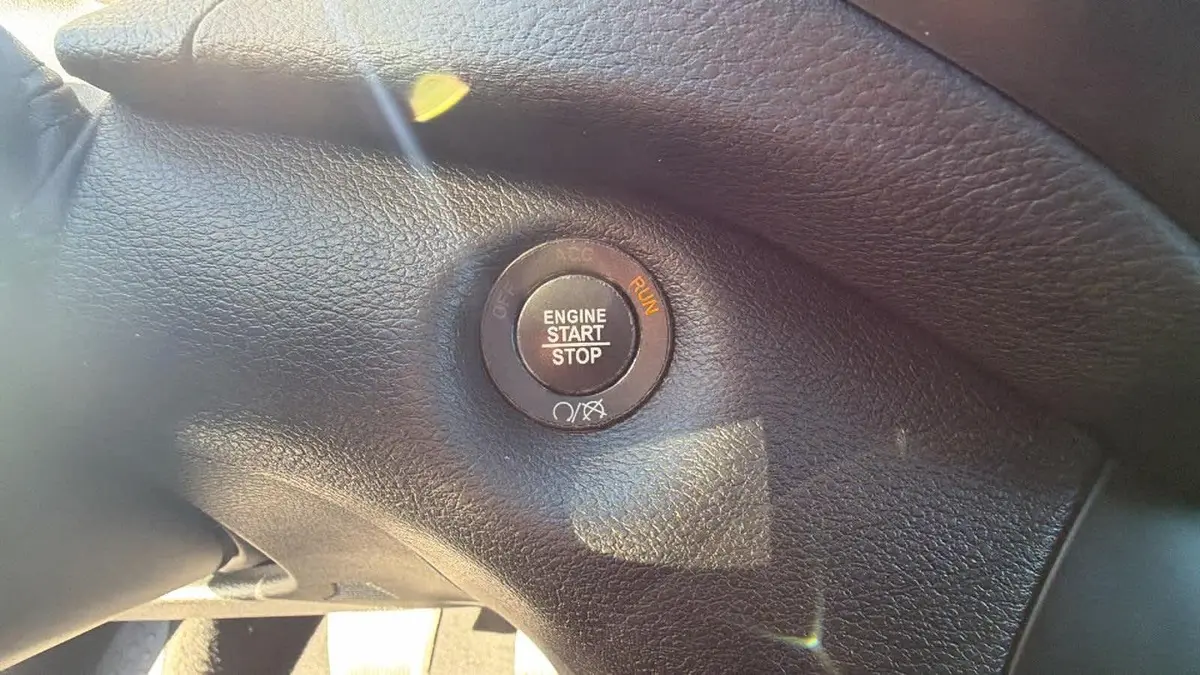 ACC
OFF
RUN
ENGINE
START
STOP